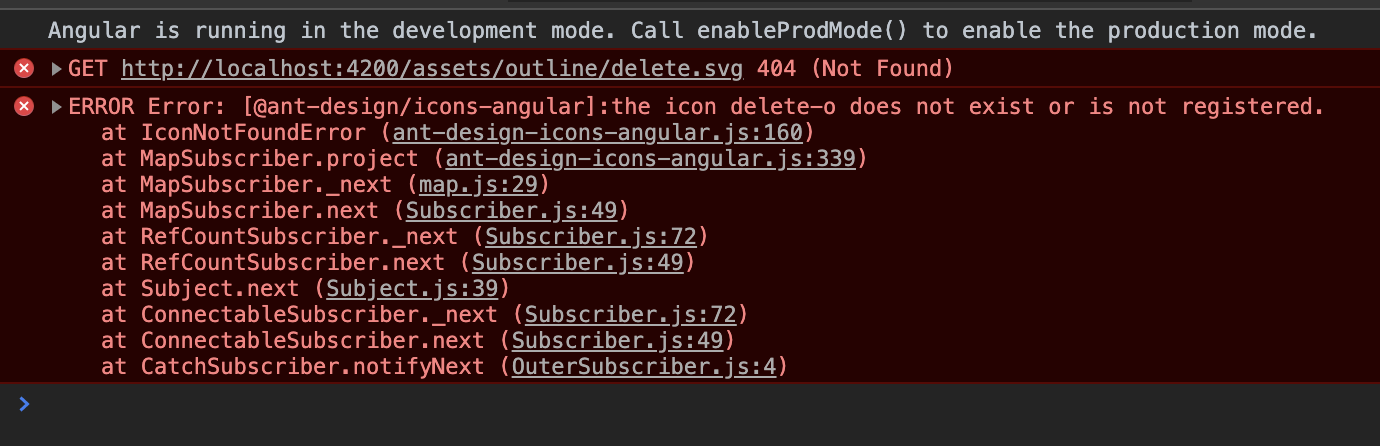 Angular is running in the development mode. Call enableProdMode() to enable the production mode.
GET http://localhost:4200/assets/outline/delete.svg 404 (Not Found)
ERROR Error: [@ant-design/icons-angular]:the icon delete-o does not exist or is not registered.
at IconNotFoundError (ant-design-icons-angular.js:160)
at MapSubscriber.project (ant-design-icons-angular.js:339)
at MapSubscriber._next (map.js:29)
at MapSubscriber.next (Subscriber.js:49)
at RefCountSubscriber._next (Subscriber.js:72)
at RefCountSubscriber.next (Subscriber.js:49)
at Subject.next (Subject.js:39)
at ConnectableSubscriber._next (Subscriber.js:72)
at ConnectableSubscriber.next (Subscriber.js:49)
at CatchSubscriber.notifyNext (OuterSubscriber.js:4)